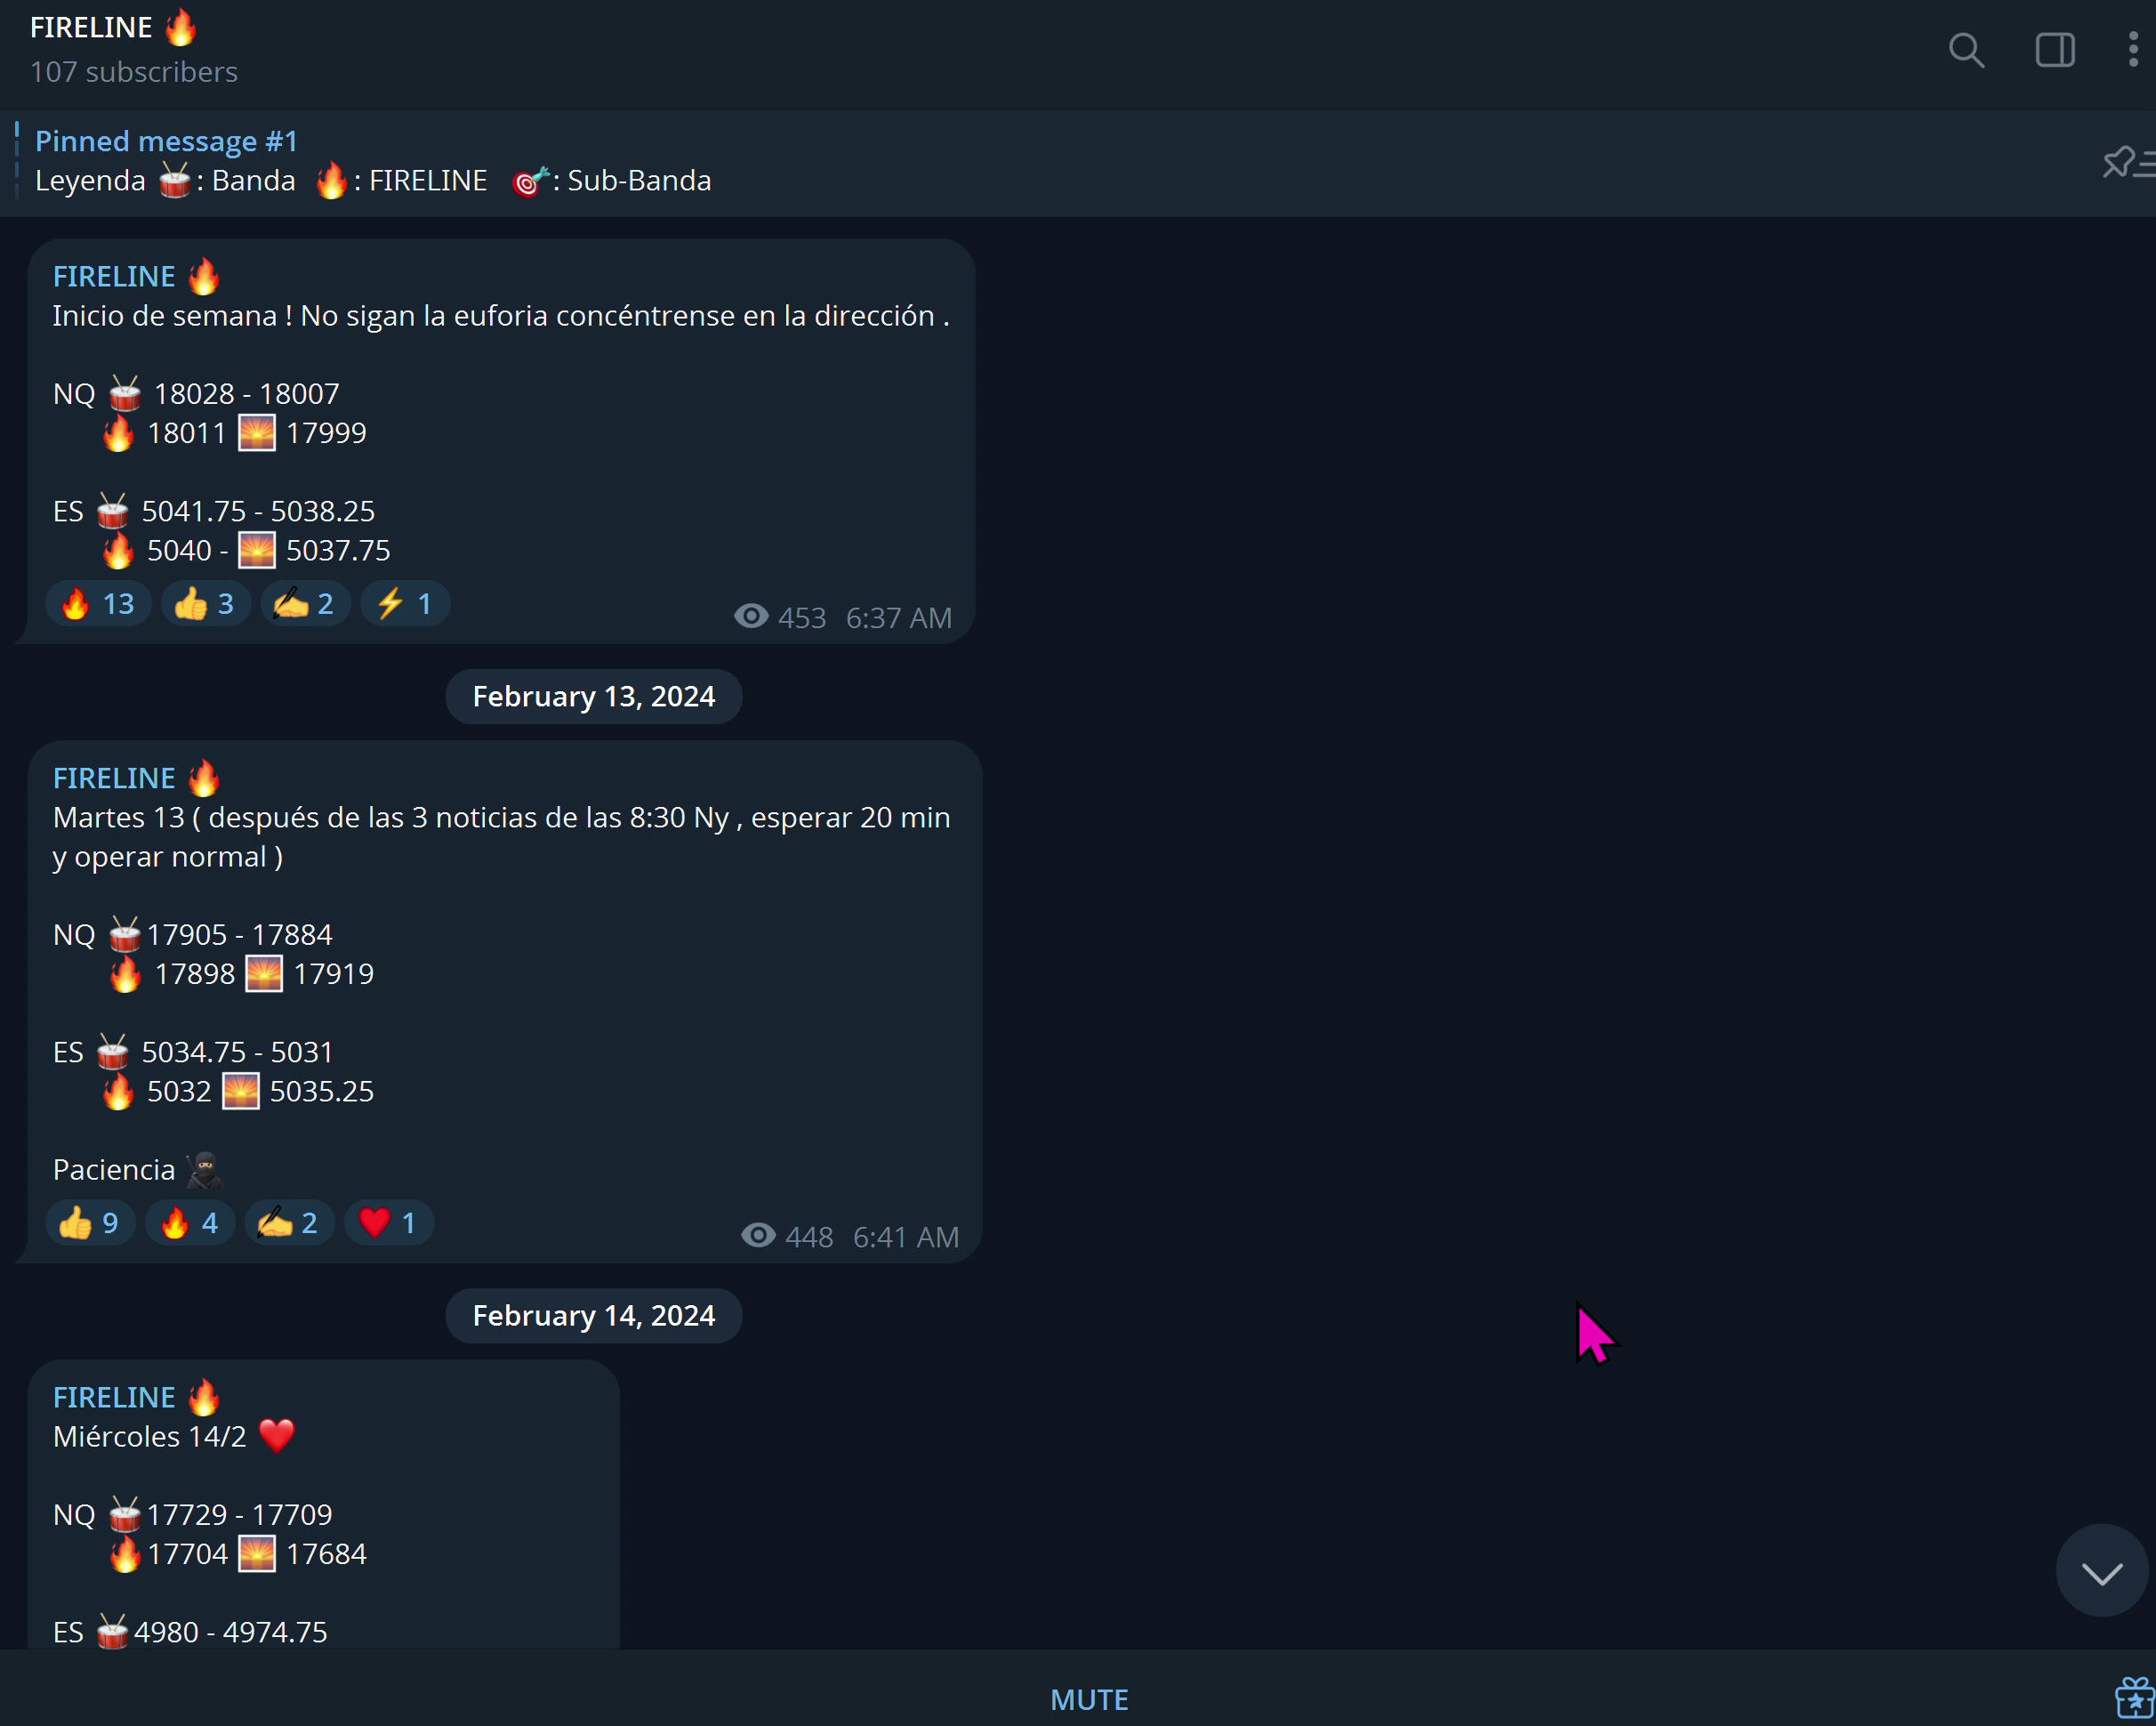 FIRELINE 🔥
107 subscribers
Pinned message #1
Leyenda 🥁: Banda 🔥: FIRELINE 🎯: Sub-Banda
FIRELINE 🔥
Inicio de semana ! No sigan la euforia concéntrense en la dirección .
NQ 🥁 18028 - 18007
🔥 18011 🌅 17999
ES 🥁 5041.75 - 5038.25
🔥 5040 - 🌅 5037.75
🔥 13 👍 3 ✍️ 2 ⚡ 1
453 6:37 AM
February 13, 2024
FIRELINE 🔥
Martes 13 ( después de las 3 noticias de las 8:30 Ny , esperar 20 min
y operar normal )
NQ 🥁17905 - 17884
🔥 17898 🌅 17919
ES 🥁 5034.75 - 5031
🔥 5032 🌅 5035.25
Paciencia 🥷
👍 9 🔥 4 ✍️ 2 ❤️ 1
448 6:41 AM
February 14, 2024
FIRELINE 🔥
Miércoles 14/2 ❤️
NQ 🥁17729 - 17709
🔥17704 🌅 17684
ES 🥁4980 - 4974.75
MUTE